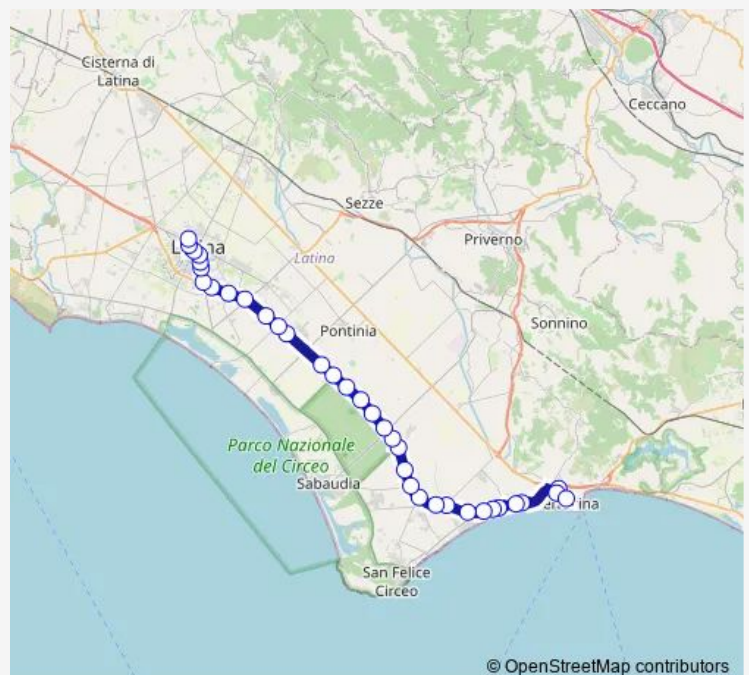 Cisterna di
Latina
Ceccano
Sezze
Latina
Priverno
Sonnino
Pontinia
Parco Nazionale
del Circeo
Sabaudia
San Felice
Circeo
© OpenStreetMap contributors